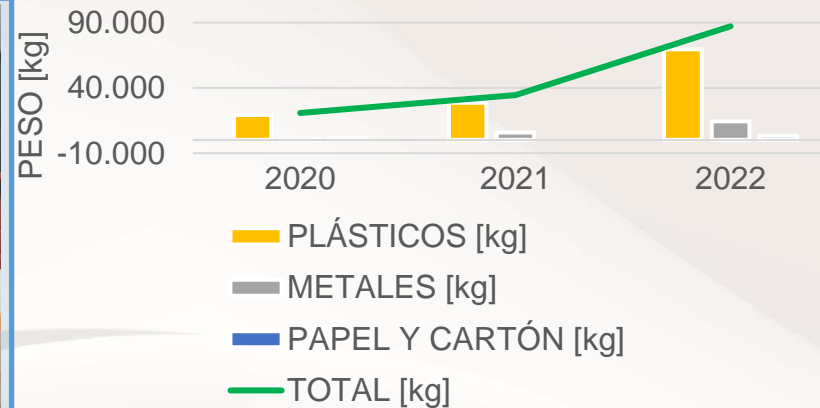 PESO [kg]
90.000
40.000
-10.000
2020 2021 2022
PLÁSTICOS [kg]
METALES [kg]
PAPEL Y CARTÓN [kg]
TOTAL [kg]